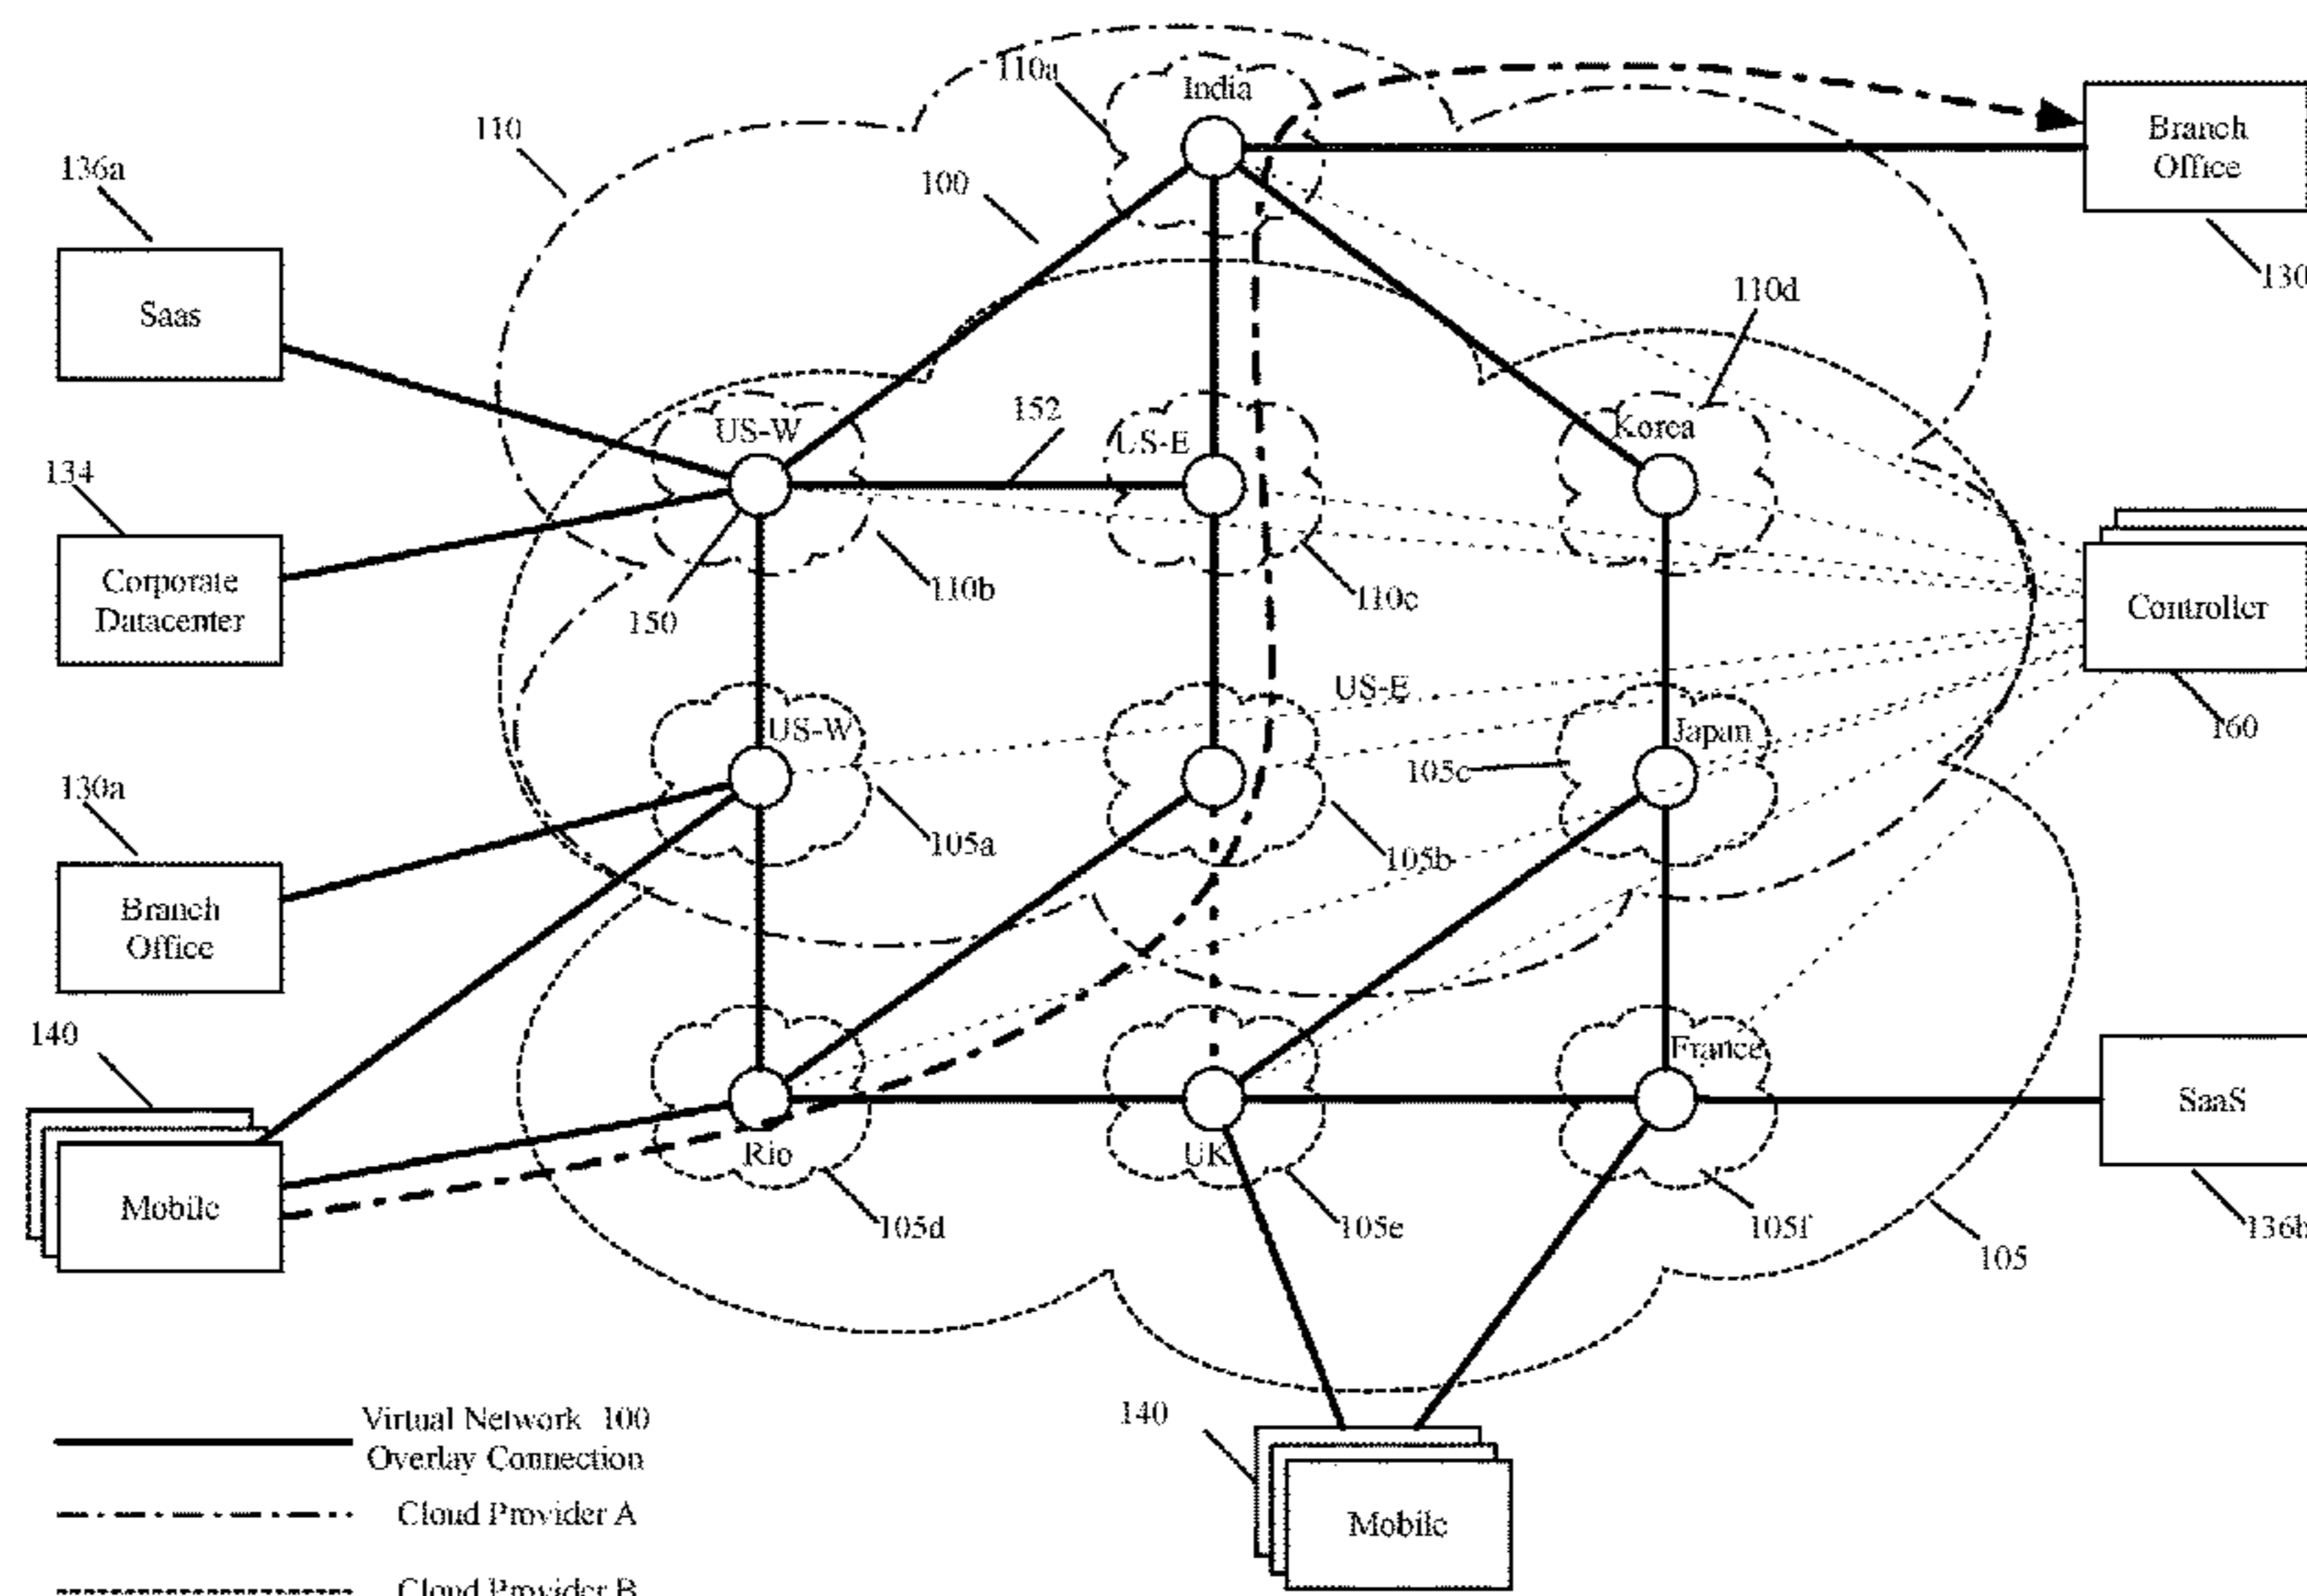 110a
India
110
Branch
Office
136a
100
130
110d
Saas
152
US-W
US-E
Korea
134
Corporate
Datacenter
110b
110c
150
Controller
US-E
US-W
Japan
160
105c
130a
105a
105b
Branch
Office
140
France
SaaS
Mobile
Rio
UK
105d
105e
105f
136b
105
Virtual Network 100
Overlay Connection
140
Cloud Provider A
Mobile
Cloud Provider B